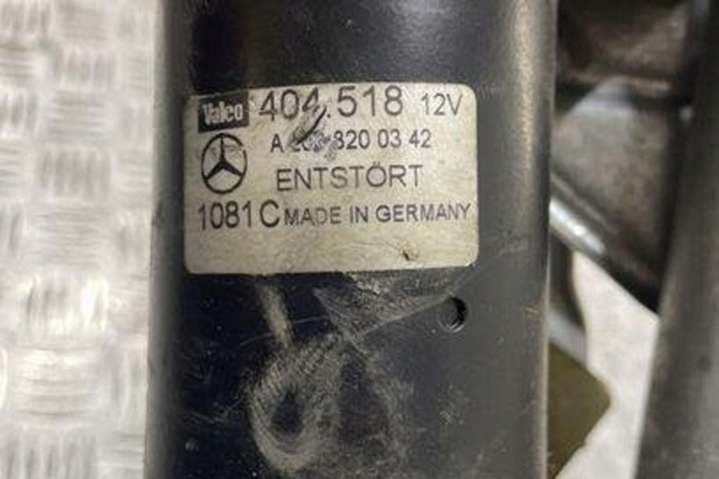 Valeo 404.518 12V
A 820 03 42
ENTSTÖRT
1081C MADE IN GERMANY